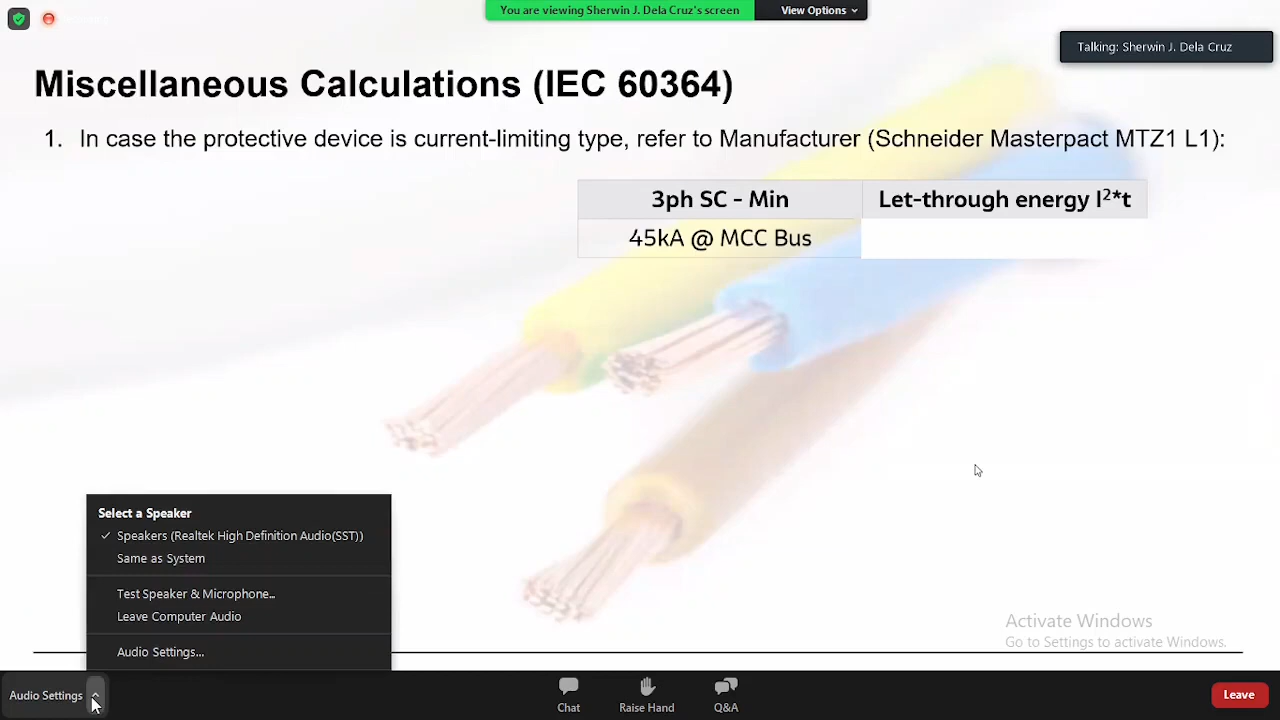 You are viewing Sherwin J. Dela Cruz's screen
View Options
Talking: Sherwin J. Dela Cruz
Miscellaneous Calculations (IEC 60364)
1. In case the protective device is current-limiting type, refer to Manufacturer (Schneider Masterpact MTZ1 L1):
3ph SC - Min
Let-through energy I²*t
45kA @ MCC Bus
Select a Speaker
✓ Speakers (Realtek High Definition Audio(SST))
Same as System
Test Speaker & Microphone...
Leave Computer Audio
Audio Settings...
Activate Windows
Go to Settings to activate Windows.
Audio Settings
Chat
Raise Hand
Q&A
Leave